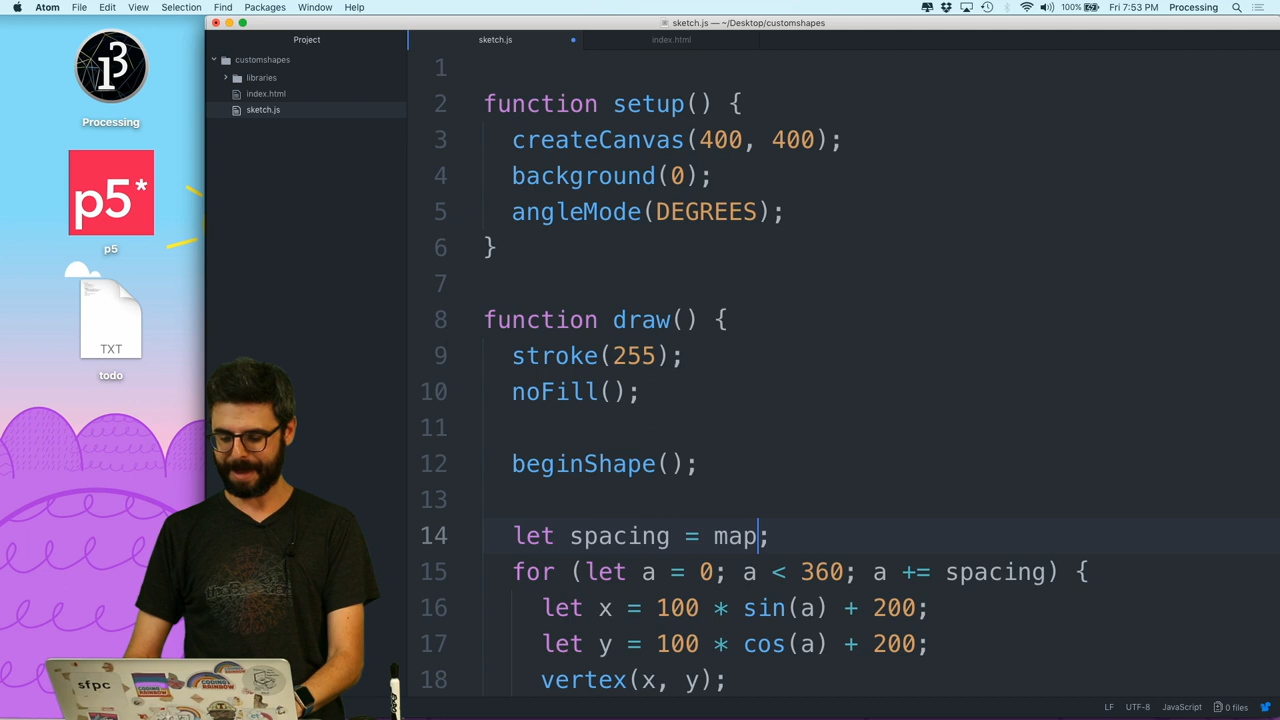 Atom File Edit View Selection Find Packages Window Help 100% Fri 7:53 PM Processing
sketch.js — ~/Desktop/customshapes
Project
sketch.js
index.html
customshapes
libraries
index.html
sketch.js
Processing
p5*
p5
TXT
todo
1
2 function setup() {
3 createCanvas(400, 400);
4 background(0);
5 angleMode(DEGREES);
6 }
7
8 function draw() {
9 stroke(255);
10 noFill();
11
12 beginShape();
13
14 let spacing = map;
15 for (let a = 0; a < 360; a += spacing) {
16 let x = 100 * sin(a) + 200;
17 let y = 100 * cos(a) + 200;
18 vertex(x, y);
sfpc
CODING
RAINBOW
LF UTF-8 JavaScript 0 files